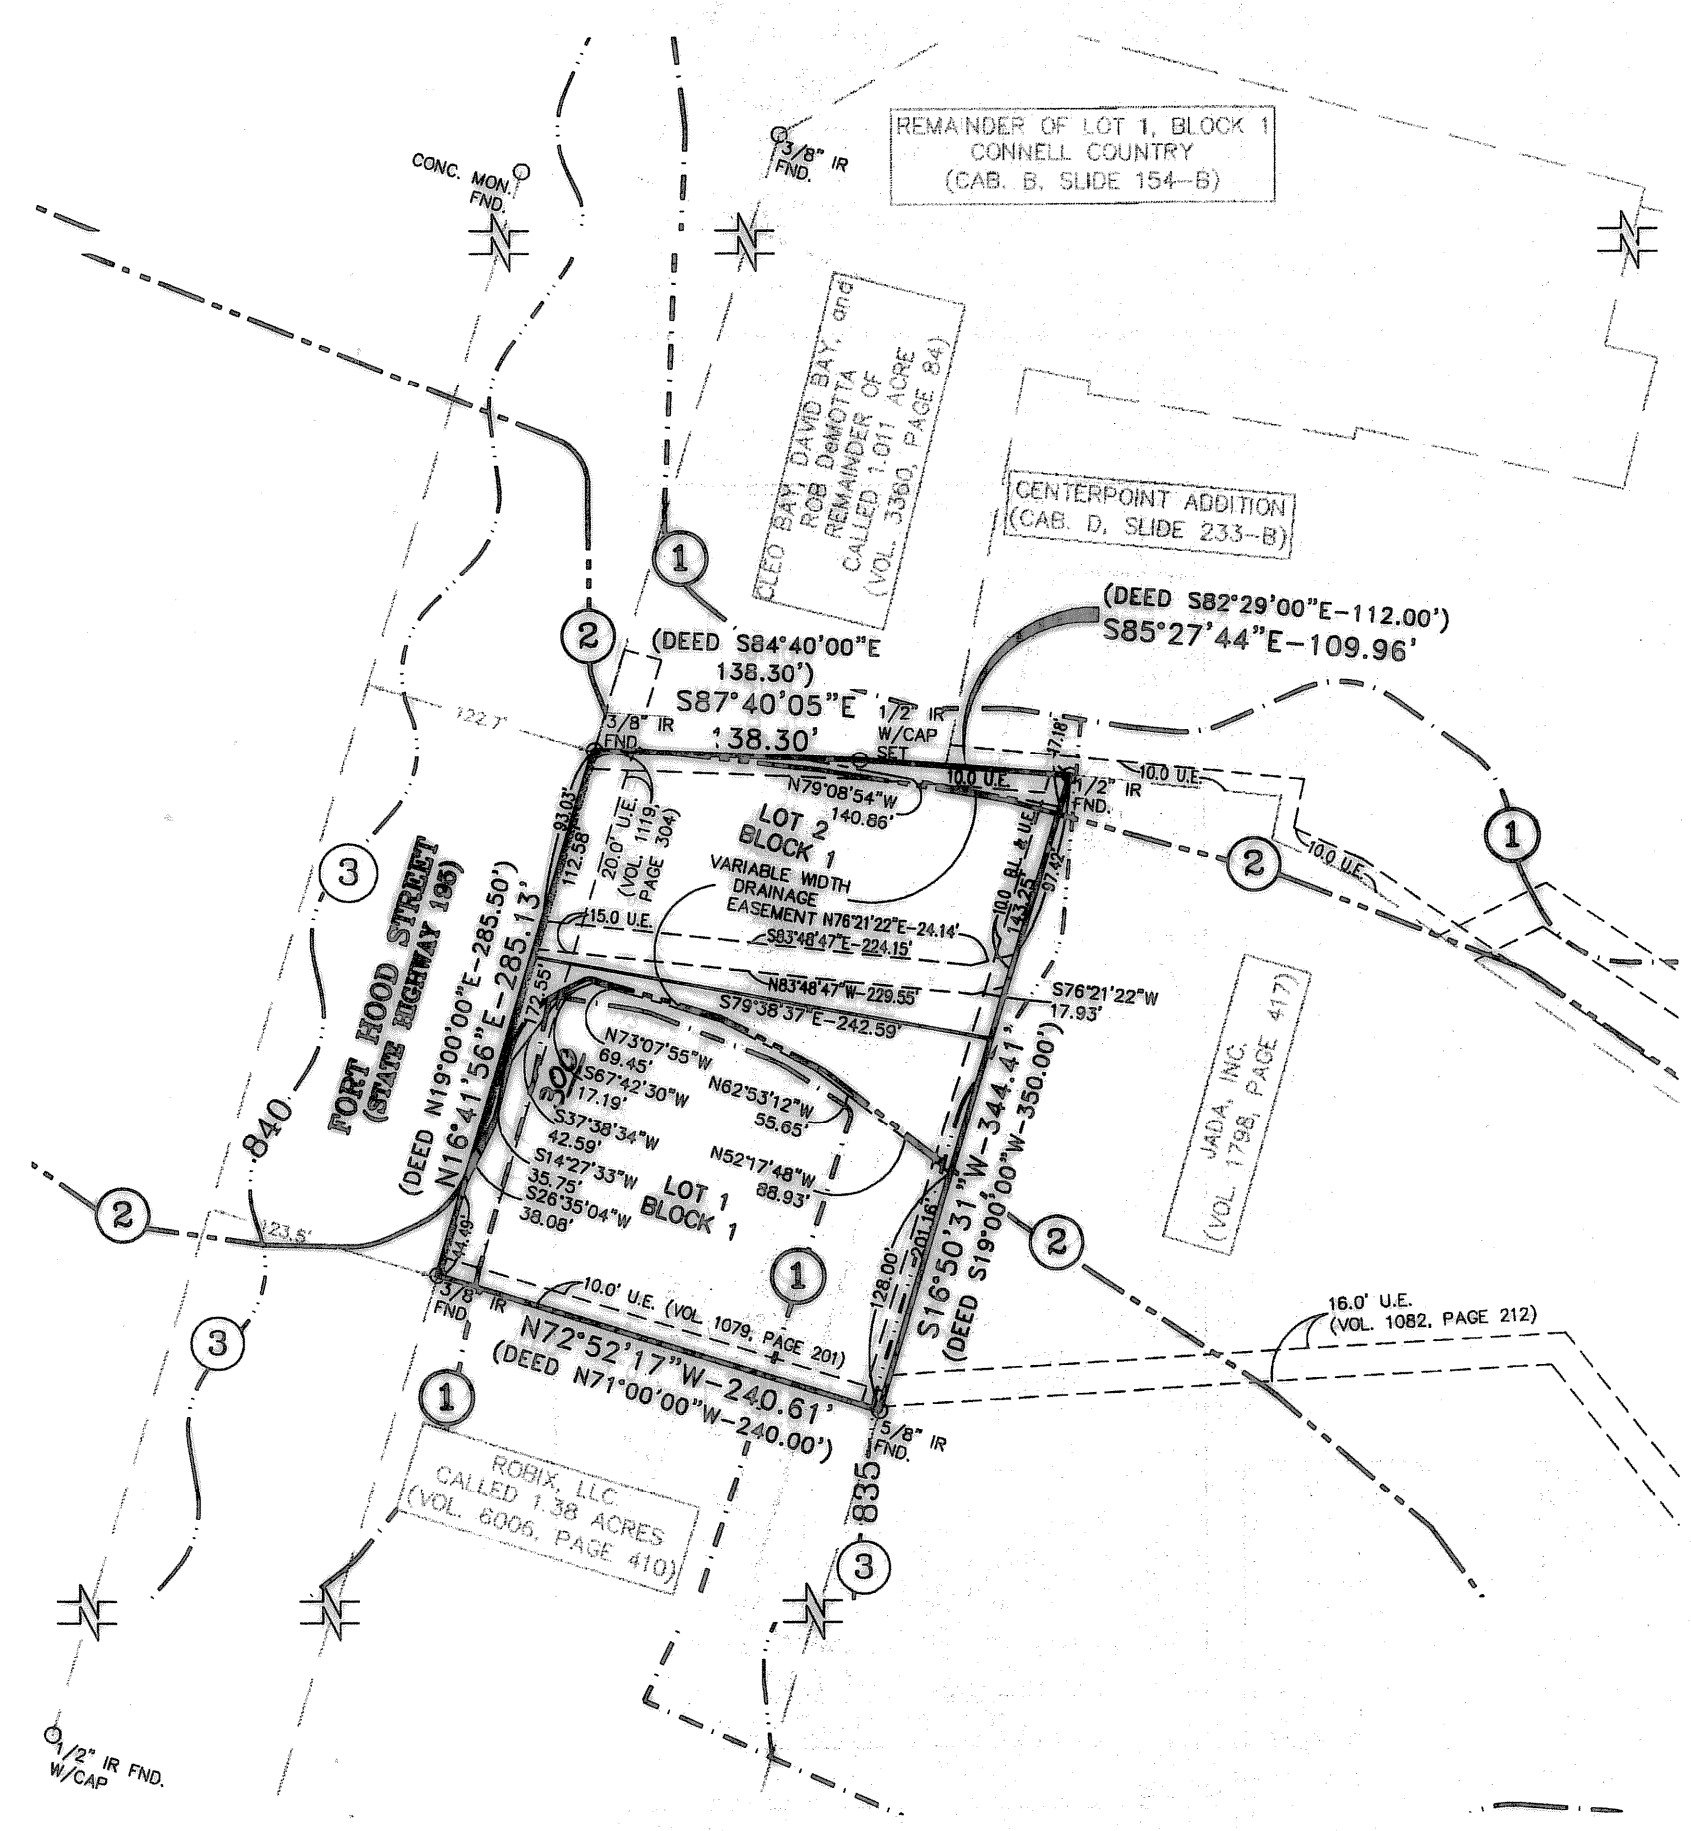 REMAINDER OF LOT 1, BLOCK 1
CONNELL COUNTRY
(CAB. B, SLIDE 154-B)
CONC. MON.
FND.
3/8" IR
FND.
CLEO BAY, DAVID BAY, and
ROB DeMOTTA
REMAINDER OF
CALLED 1.011 ACRE
(VOL. 3360, PAGE 84)
CENTERPOINT ADDITION
(CAB. D, SLIDE 233-B)
1
2
(DEED S82°29'00"E-112.00')
S85°27'44"E-109.96'
(DEED S84°40'00"E
138.30')
S87°40'05"E
138.30'
122.7'
3/8" IR
FND.
1/2" IR
W/CAP
SET
17.18'
10.0 U.E.
10.0 U.E.
1/2" IR
FND.
10.0 U.E.
1
2
3
93.03'
112.58'
20.0' U.E.
(VOL. 1119,
PAGE 304)
N79°08'54"W
140.86'
LOT 2
BLOCK 1
VARIABLE WIDTH
DRAINAGE
EASEMENT
N76°21'22"E-24.14'
10.0 BL & U.E.
97.42'
143.25'
15.0 U.E.
S83°48'47"E-224.15'
N83°48'47"W-229.55'
S79°38'37"E-242.59'
S76°21'22"W
17.93'
FORT HOOD STREET
(STATE HIGHWAY 195)
(DEED N19°00'00"E-285.50')
N16°41'56"E-285.13'
172.55'
840
N73°07'55"W
69.45'
S67°42'30"W
17.19'
S37°38'34"W
42.59'
S14°27'33"W
35.75'
S26°35'04"W
38.08'
N62°53'12"W
55.65'
N52°17'48"W
88.93'
LOT 1
BLOCK 1
JADA, INC.
(VOL. 1798, PAGE 417)
S16°50'31"W-344.41'
(DEED S19°00'00"W-350.00')
201.16'
128.00'
2
123.5'
44.49'
2
1
3/8" IR
FND.
10.0' U.E. (VOL. 1079, PAGE 201)
N72°52'17"W-240.61'
(DEED N71°00'00"W-240.00')
16.0' U.E.
(VOL. 1082, PAGE 212)
3
1
5/8" IR
FND.
835
ROBIX, LLC
CALLED 1.38 ACRES
(VOL. 6006, PAGE 410)
3
1/2" IR FND.
W/CAP